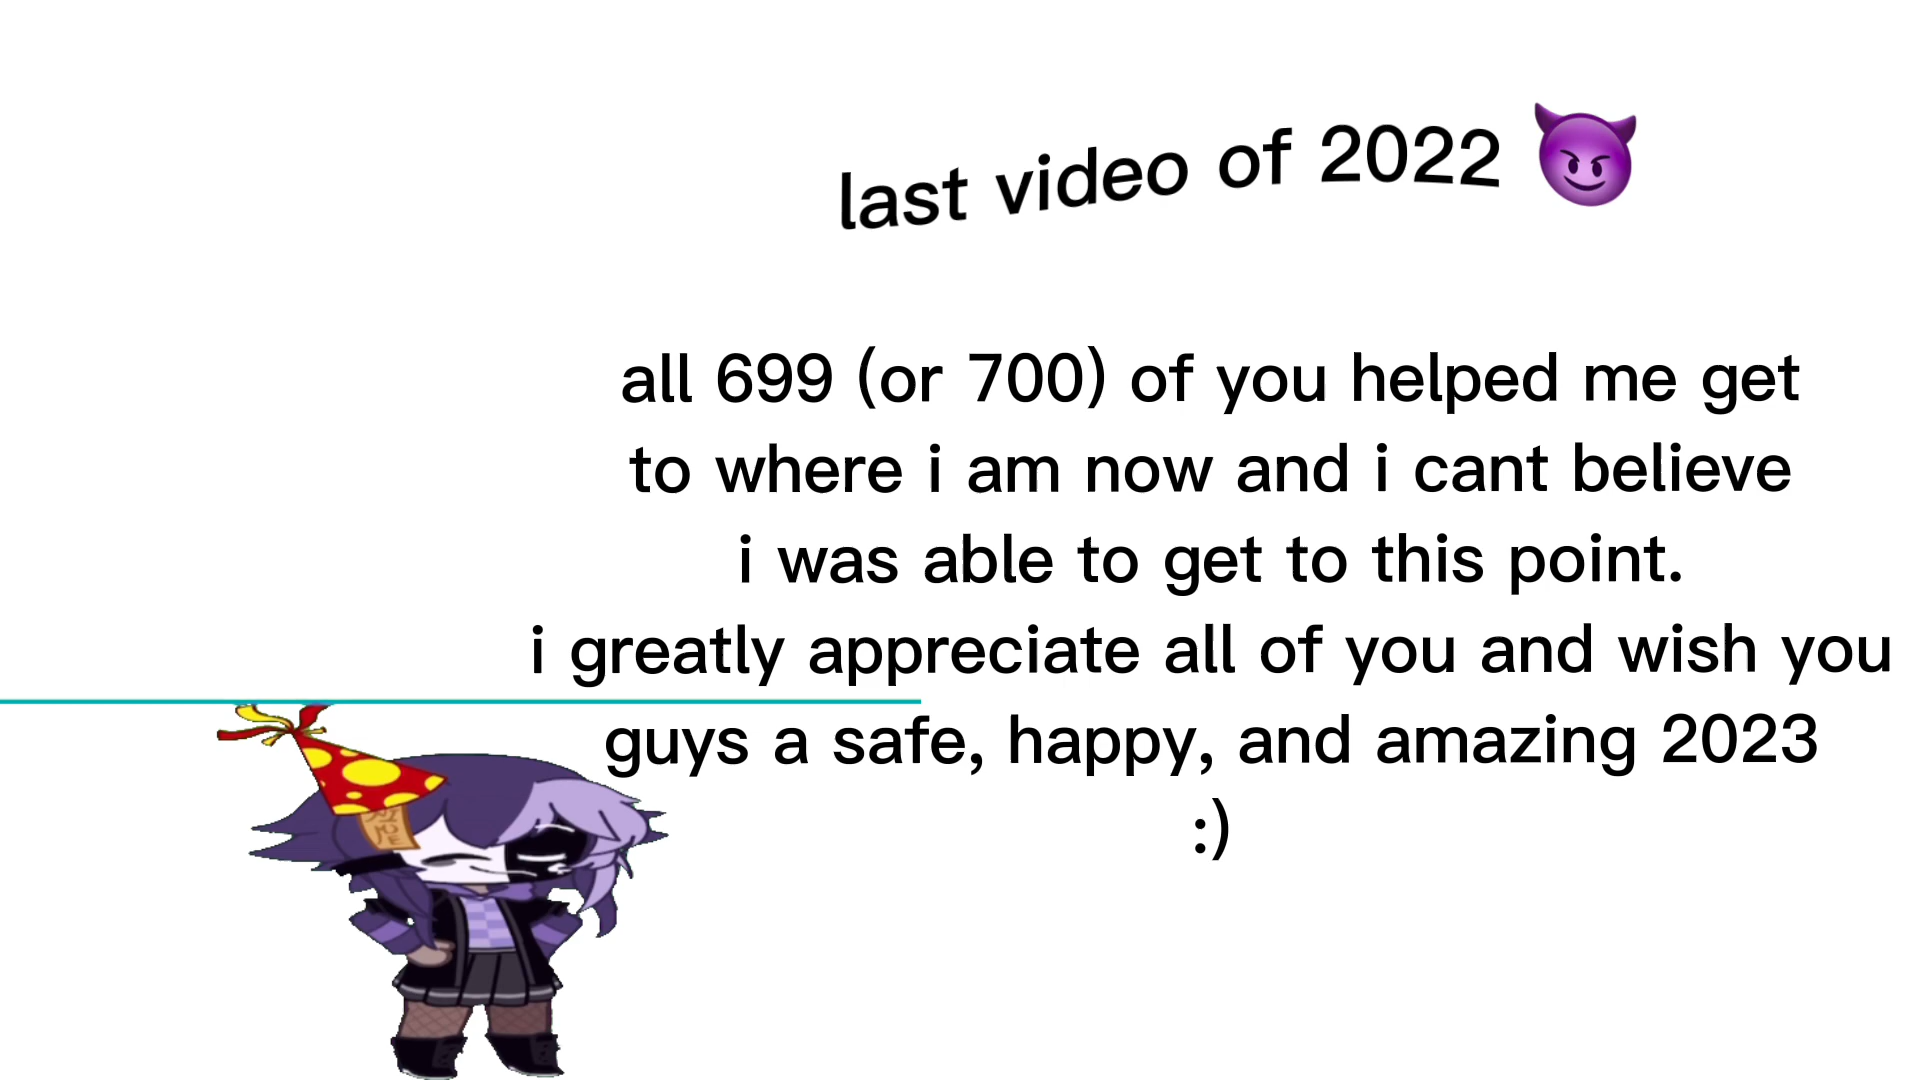 last video of 2022 😈
all 699 (or 700) of you helped me get
to where i am now and i cant believe
i was able to get to this point.
i greatly appreciate all of you and wish you
guys a safe, happy, and amazing 2023
:)